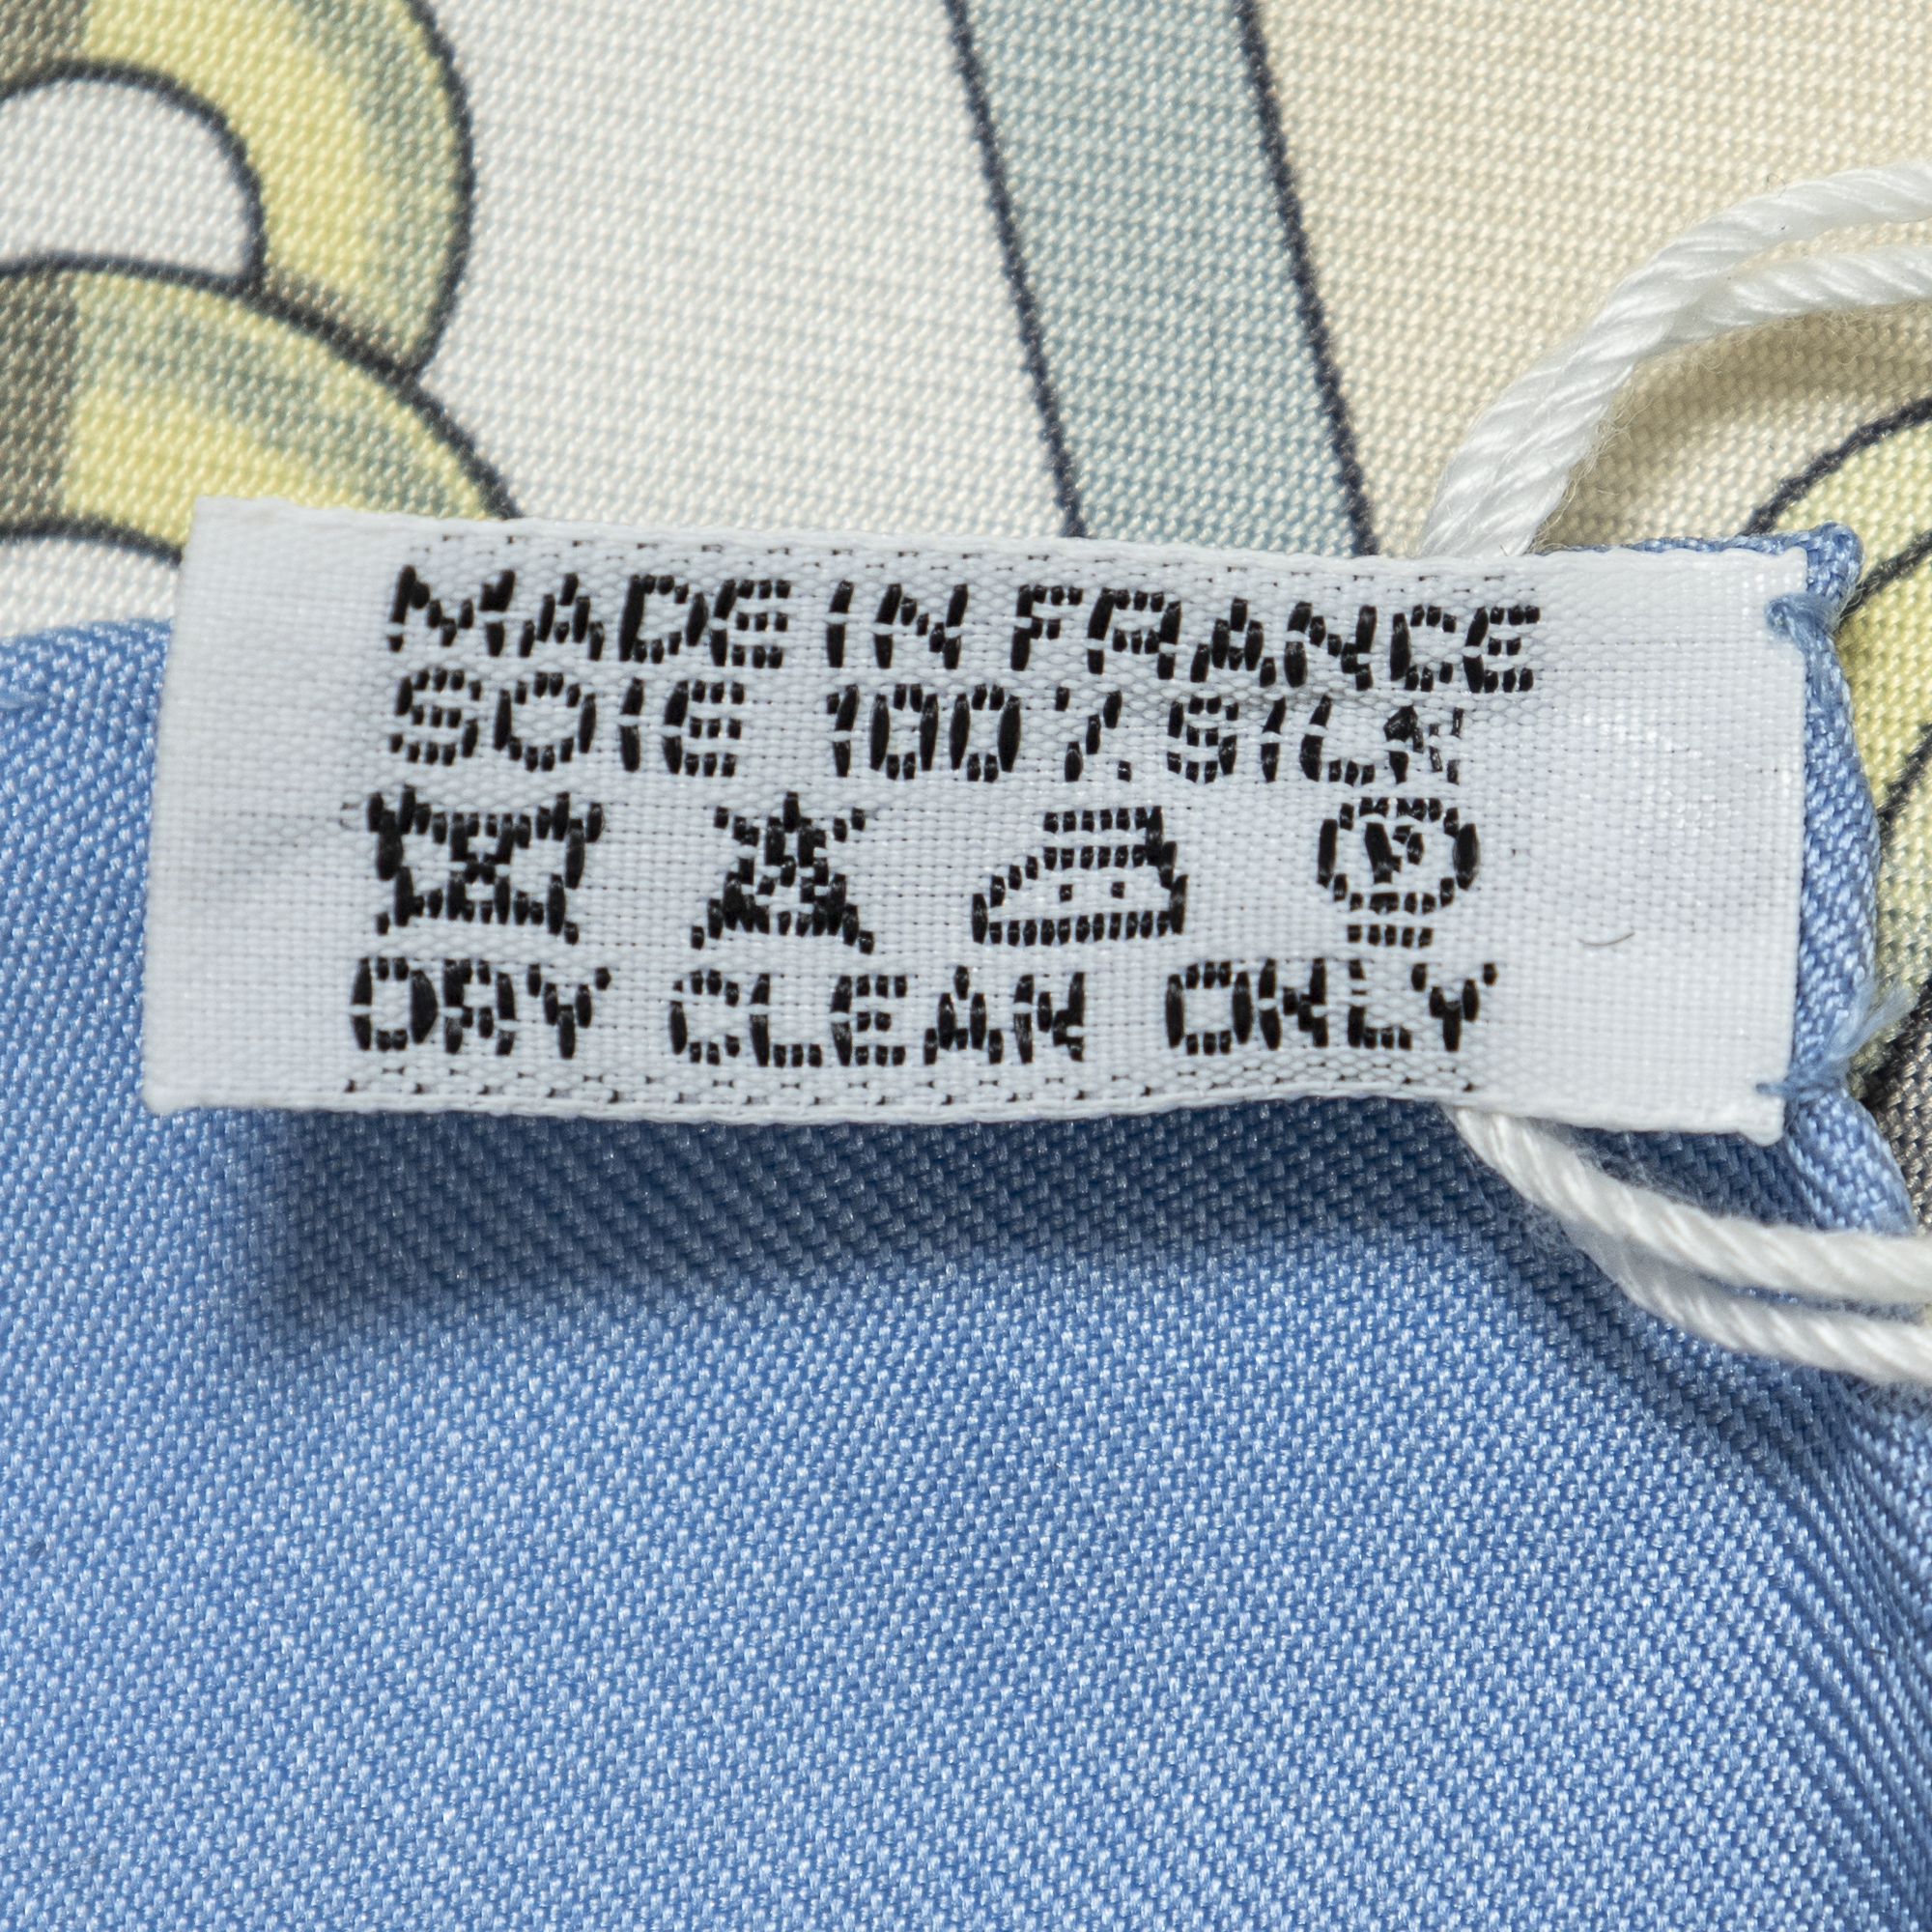 MADE IN FRANCE
SOIE 100% SILK
P
DRY CLEAN ONLY